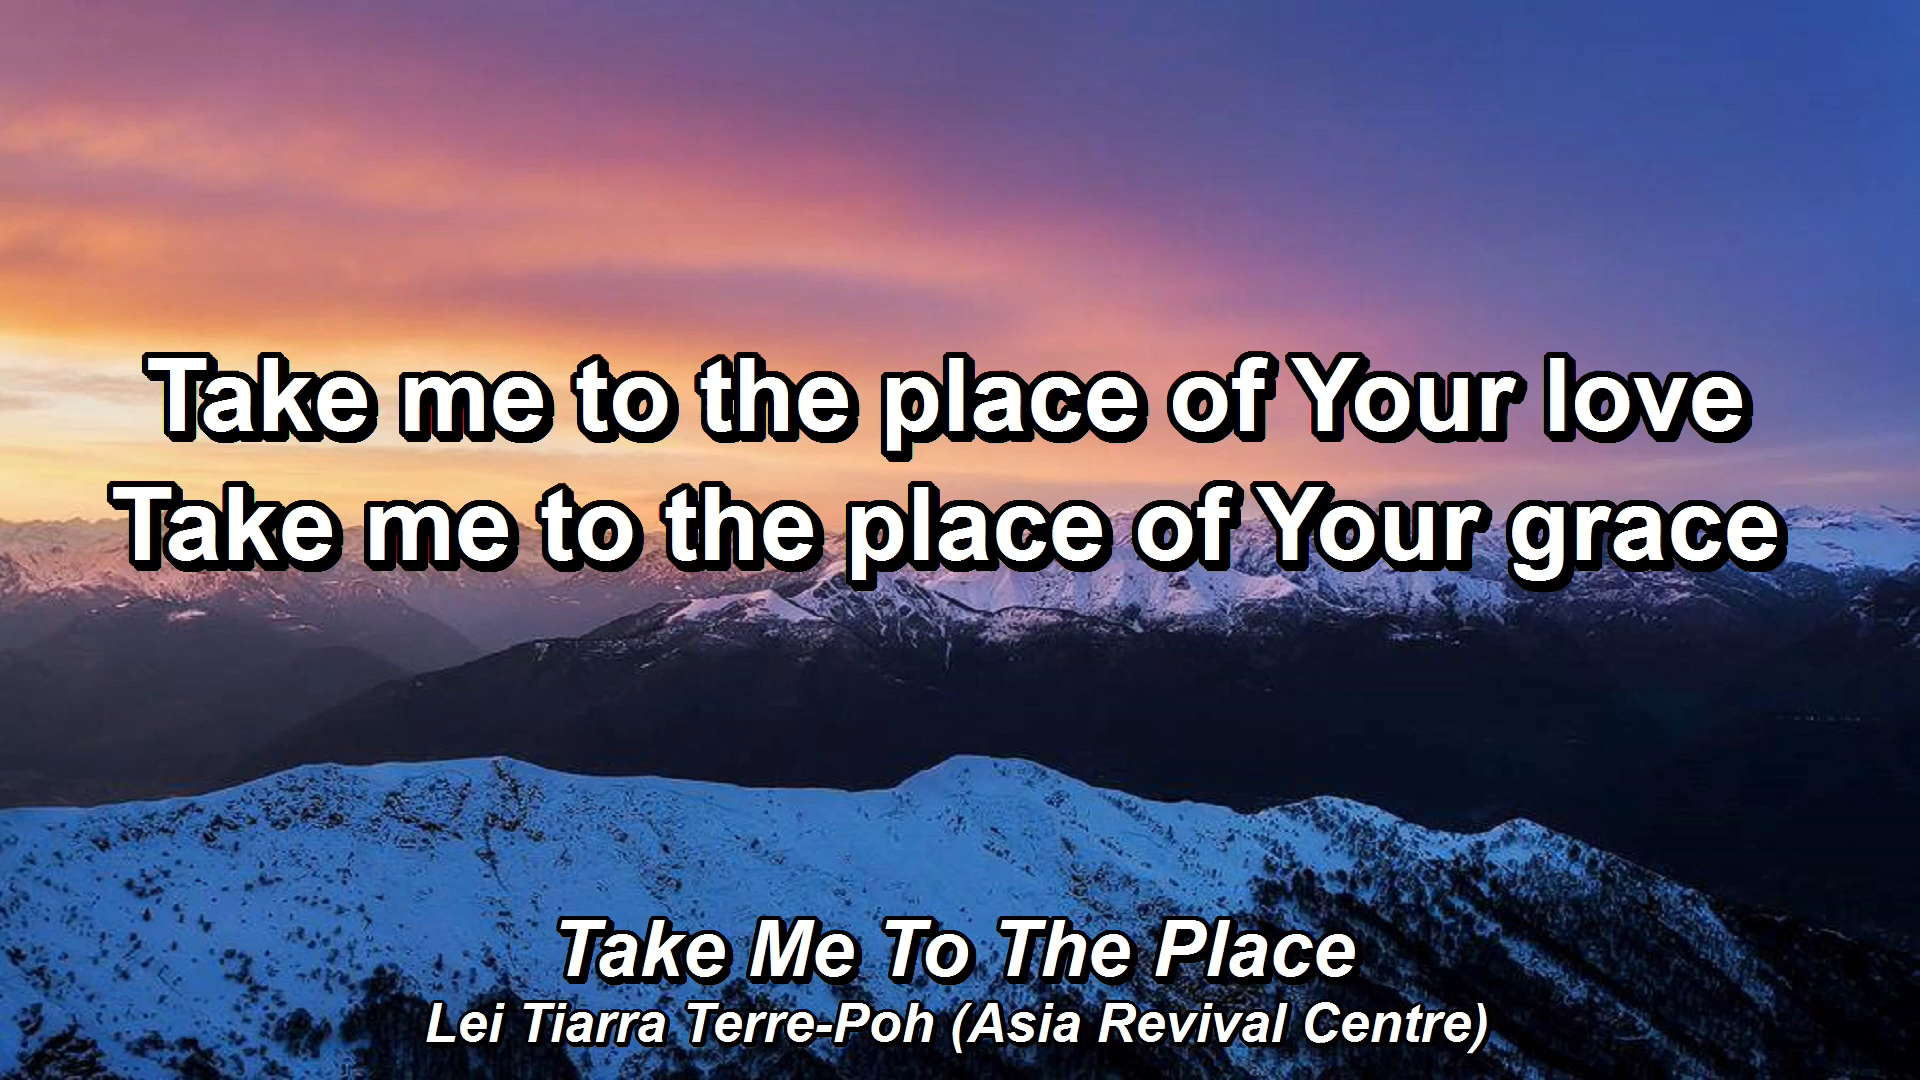 Take me to the place of Your love
Take me to the place of Your grace
Take Me To The Place
Lei Tiarra Terre-Poh (Asia Revival Centre)